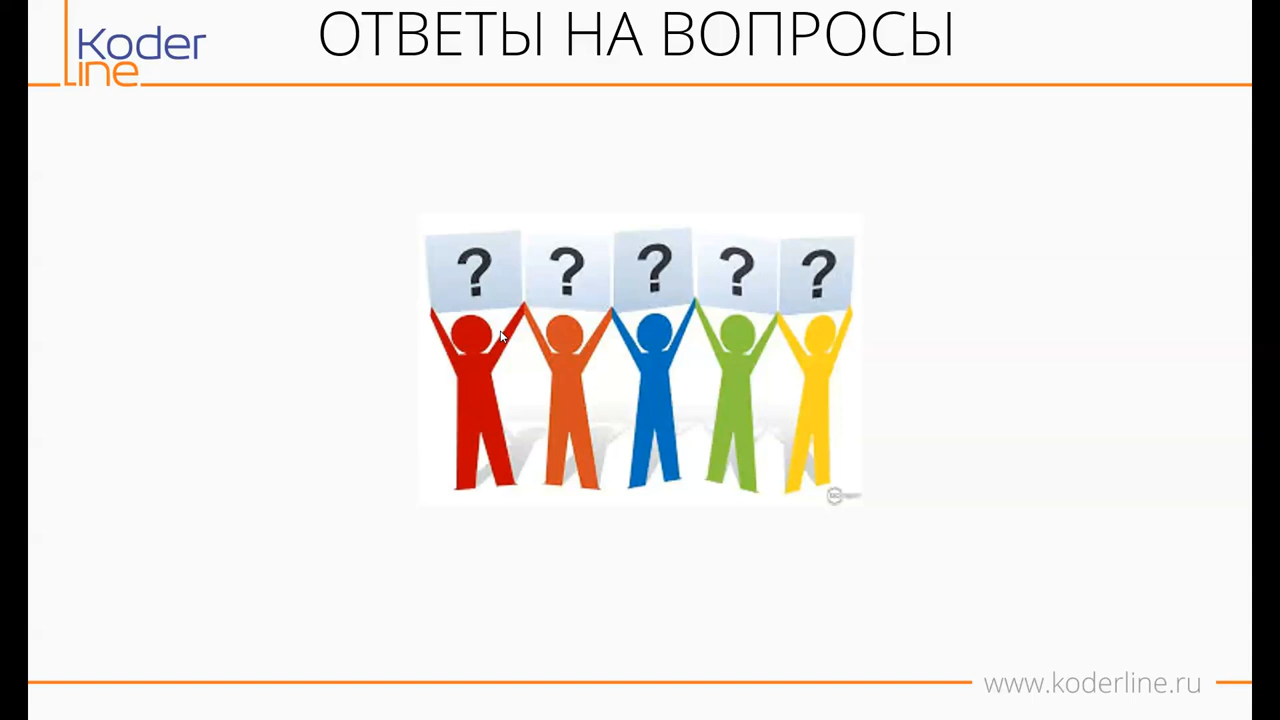 Koder
line
ОТВЕТЫ НА ВОПРОСЫ
? ? ? ? ?
www.koderline.ru